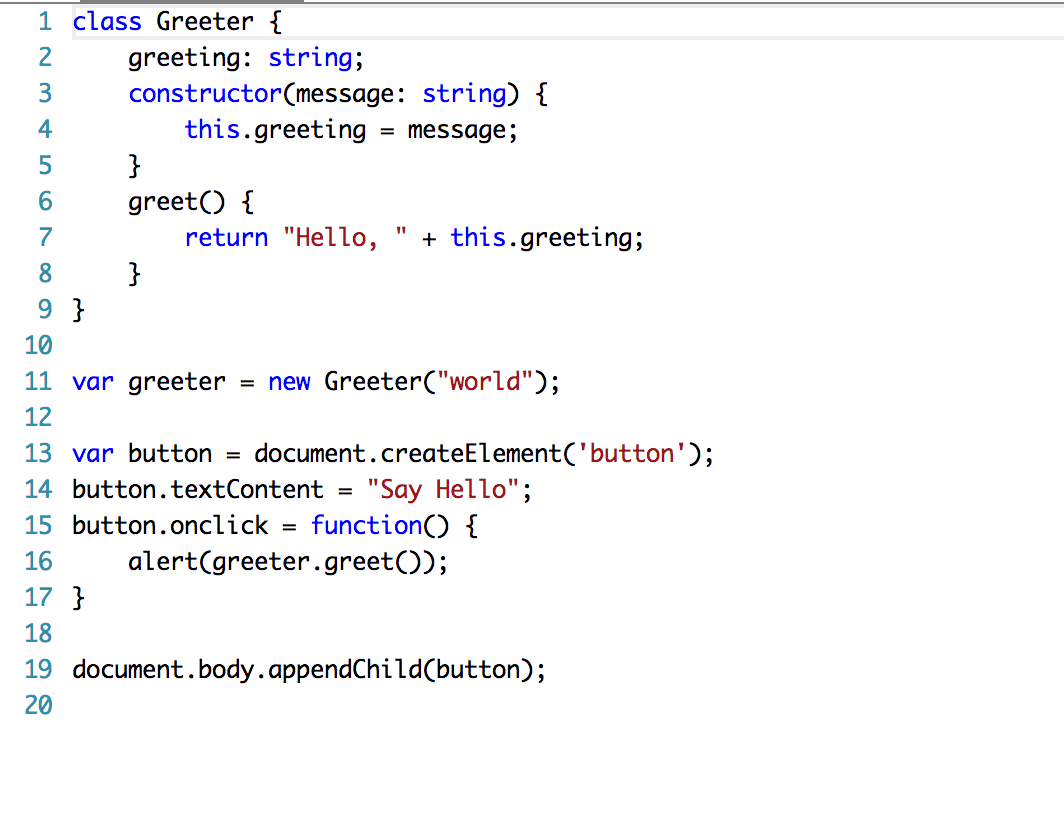 1 class Greeter {
2     greeting: string;
3     constructor(message: string) {
4         this.greeting = message;
5     }
6     greet() {
7         return "Hello, " + this.greeting;
8     }
9 }
10
11 var greeter = new Greeter("world");
12
13 var button = document.createElement('button');
14 button.textContent = "Say Hello";
15 button.onclick = function() {
16     alert(greeter.greet());
17 }
18
19 document.body.appendChild(button);
20